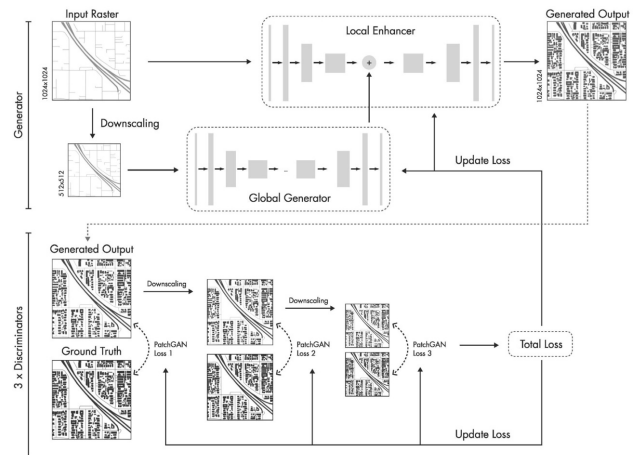 Generator
Input Raster
1024x1024
Downscaling
512x512
Local Enhancer
+
Global Generator
Generated Output
1024x1024
Update Loss
3 x Discriminators
Generated Output
Ground Truth
Downscaling
PatchGAN
Loss 1
Downscaling
PatchGAN
Loss 2
PatchGAN
Loss 3
Total Loss
Update Loss